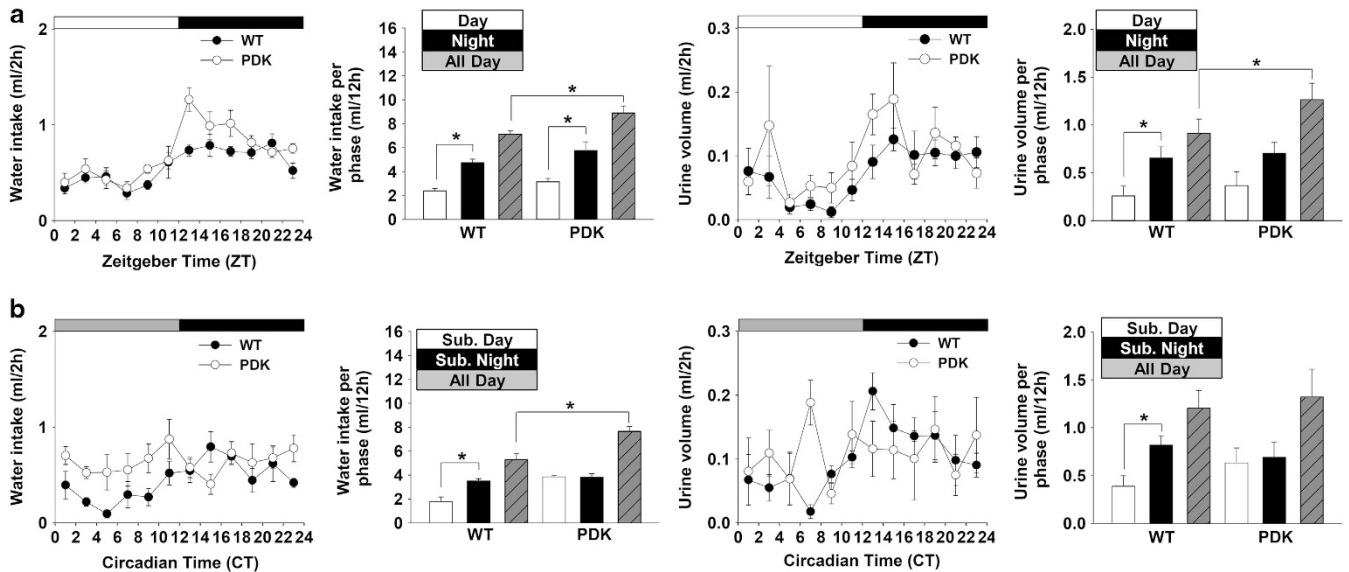 a
Water intake (ml/2h)
2
1
0
WT
PDK
0 2 4 6 8 10 12 14 16 18 20 22 24
Zeitgeber Time (ZT)
Water intake per
phase (ml/12h)
16
14
12
10
8
6
4
2
0
Day
Night
All Day
*
*
*
WT PDK
Urine volume (ml/2h)
0.3
0.2
0.1
0.0
WT
PDK
0 2 4 6 8 10 12 14 16 18 20 22 24
Zeitgeber Time (ZT)
Urine volume per
phase (ml/12h)
2.0
1.5
1.0
0.5
0.0
Day
Night
All Day
*
*
WT PDK
b
Water intake (ml/2h)
2
1
0
WT
PDK
0 2 4 6 8 10 12 14 16 18 20 22 24
Circadian Time (CT)
Water intake per
phase (ml/12h)
16
14
12
10
8
6
4
2
0
Sub. Day
Sub. Night
All Day
*
*
WT PDK
Urine volume (ml/2h)
0.3
0.2
0.1
0.0
WT
PDK
0 2 4 6 8 10 12 14 16 18 20 22 24
Circadian Time (CT)
Urine volume per
phase (ml/12h)
2.0
1.5
1.0
0.5
0.0
Sub. Day
Sub. Night
All Day
*
WT PDK